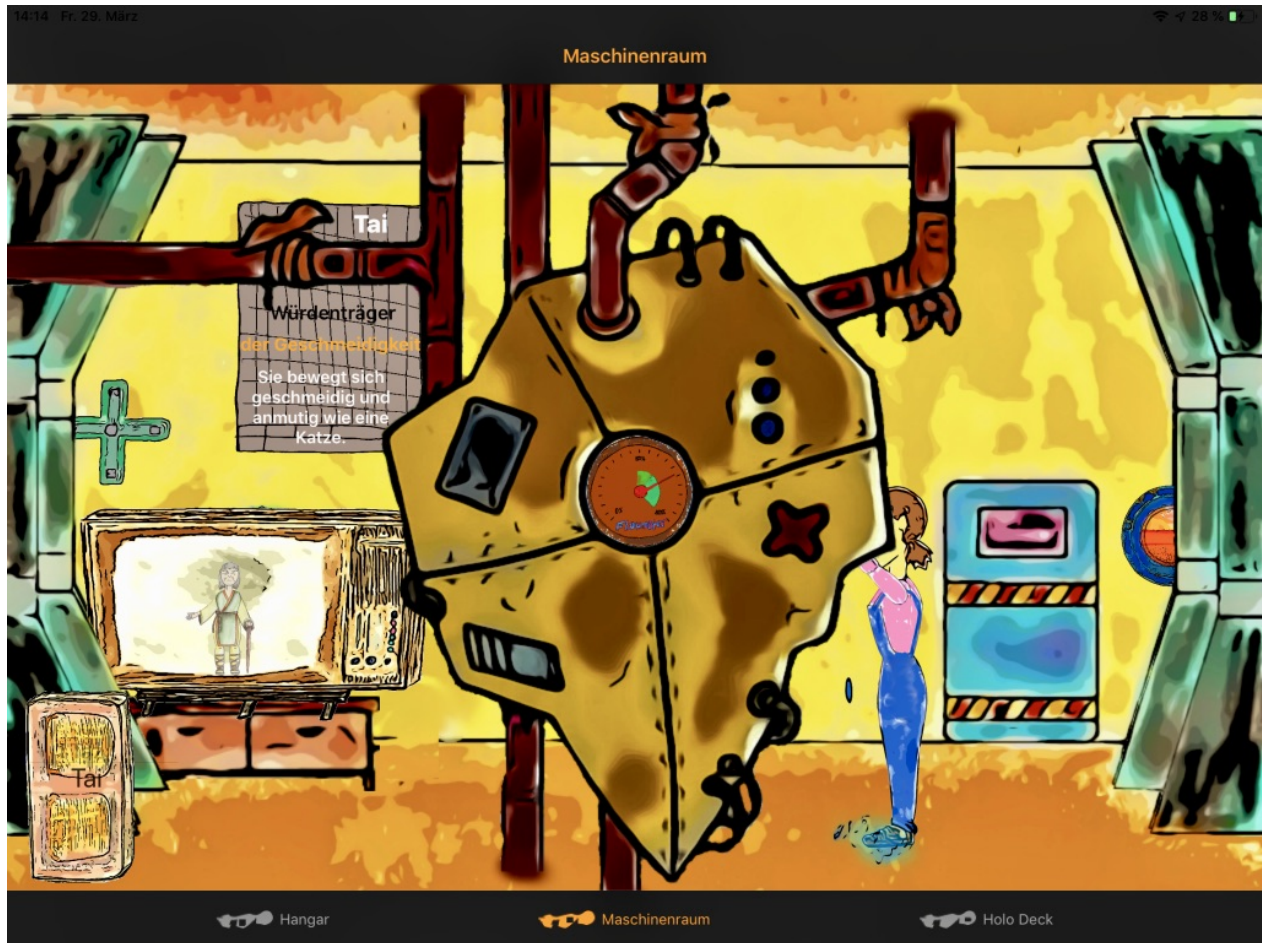 14:14 Fr. 29. März
28 %
Maschinenraum
Tai
Würdenträger
der Geschmeidigkeit
Sie bewegt sich
geschmeidig und
anmutig wie eine
Katze.
Tai
Hangar
Maschinenraum
Holo Deck